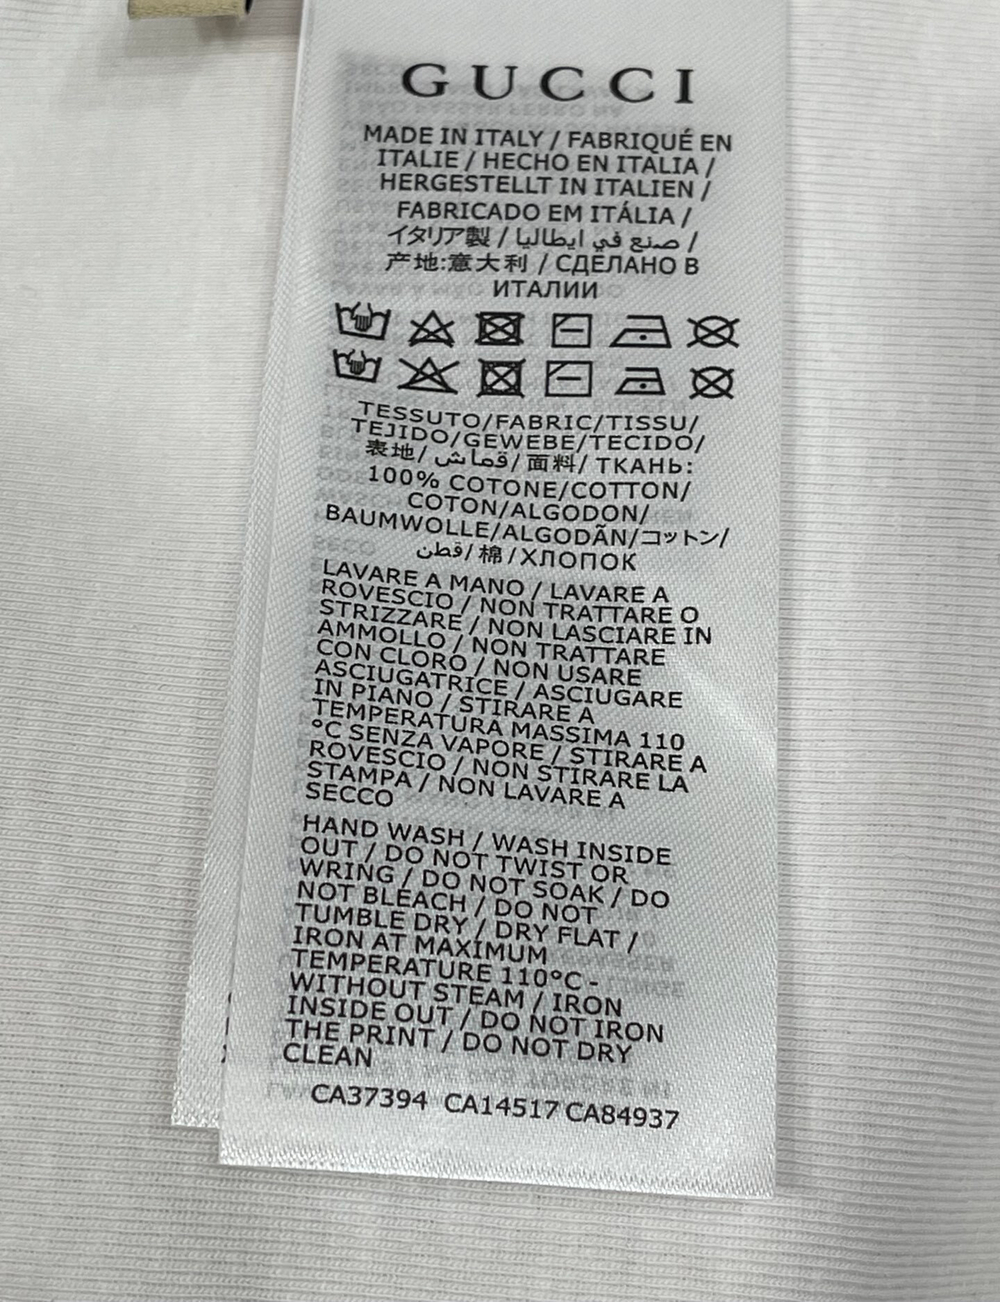 GUCCI
MADE IN ITALY / FABRIQUÉ EN
ITALIE / HECHO EN ITALIA /
HERGESTELLT IN ITALIEN /
FABRICADO EM ITÁLIA /
イタリア製 / صنع في ايطاليا /
产地:意大利 / СДЕЛАНО В
ИТАЛИИ
TESSUTO/FABRIC/TISSU/
TEJIDO/GEWEBE/TECIDO/
表地/ قماش/ 面料/ ТКАНЬ:
100% COTONE/COTTON/
COTON/ALGODON/
BAUMWOLLE/ALGODÃN/コットン/
قطن/ 棉/ХЛОПОК
LAVARE A MANO / LAVARE A
ROVESCIO / NON TRATTARE O
STRIZZARE / NON LASCIARE IN
AMMOLLO / NON TRATTARE
CON CLORO / NON USARE
ASCIUGATRICE / ASCIUGARE
IN PIANO / STIRARE A
TEMPERATURA MASSIMA 110
°C SENZA VAPORE / STIRARE A
ROVESCIO / NON STIRARE LA
STAMPA / NON LAVARE A
SECCO
HAND WASH / WASH INSIDE
OUT / DO NOT TWIST OR
WRING / DO NOT SOAK / DO
NOT BLEACH / DO NOT
TUMBLE DRY / DRY FLAT /
IRON AT MAXIMUM
TEMPERATURE 110°C -
WITHOUT STEAM / IRON
INSIDE OUT / DO NOT IRON
THE PRINT / DO NOT DRY
CLEAN
CA37394 CA14517 CA84937